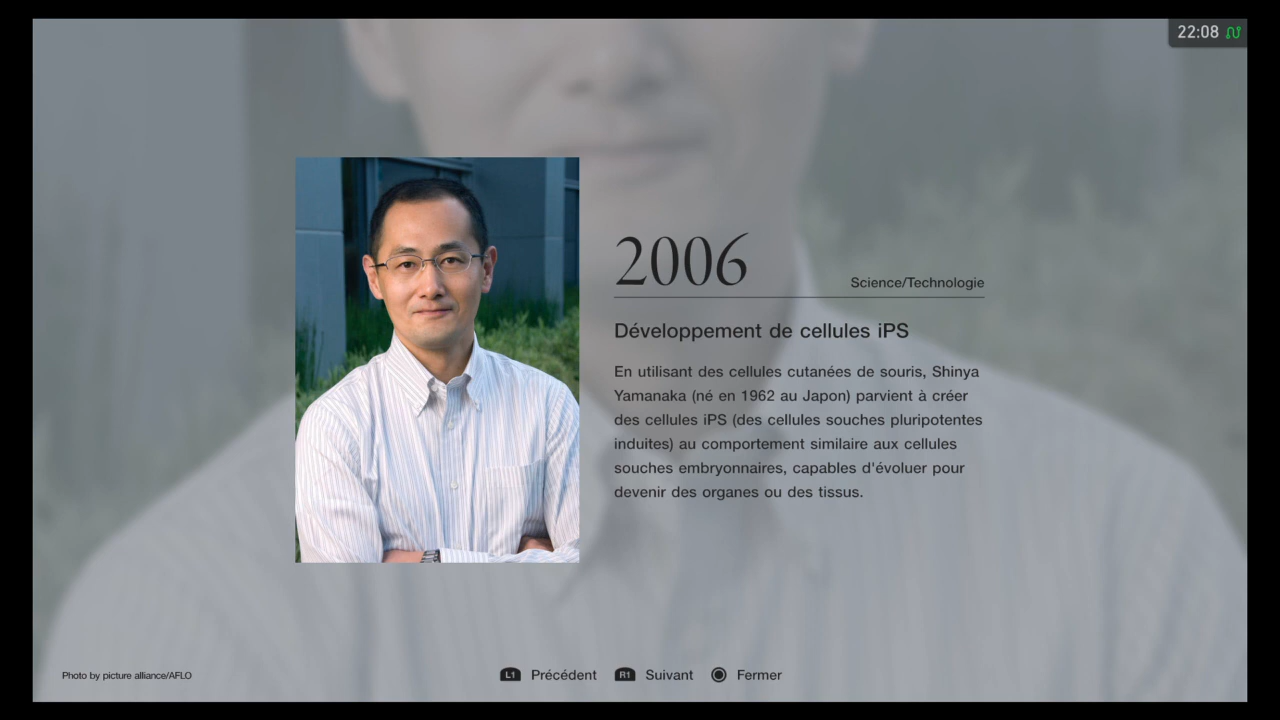 22:08
2006
Science/Technologie
Développement de cellules iPS
En utilisant des cellules cutanées de souris, Shinya
Yamanaka (né en 1962 au Japon) parvient à créer
des cellules iPS (des cellules souches pluripotentes
induites) au comportement similaire aux cellules
souches embryonnaires, capables d'évoluer pour
devenir des organes ou des tissus.
Photo by picture alliance/AFLO
L1 Précédent R1 Suivant Fermer